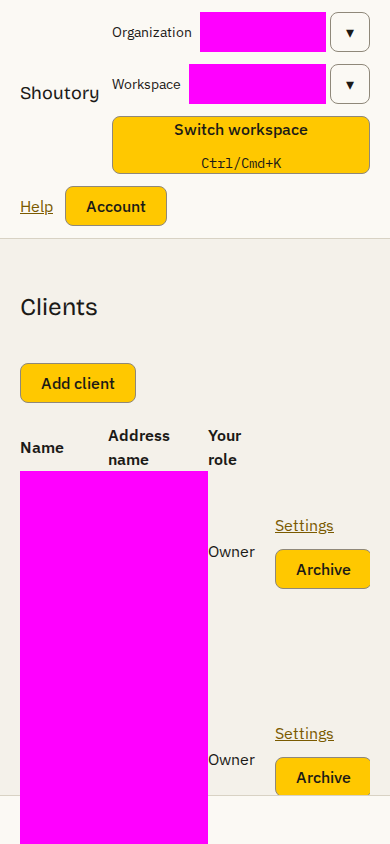 Organization
▼
Workspace
▼
Shoutory
Switch workspace
Ctrl/Cmd+K
Help
Account
Clients
Add client
Name
Address name
Your role
Owner
Settings
Archive
Owner
Settings
Archive